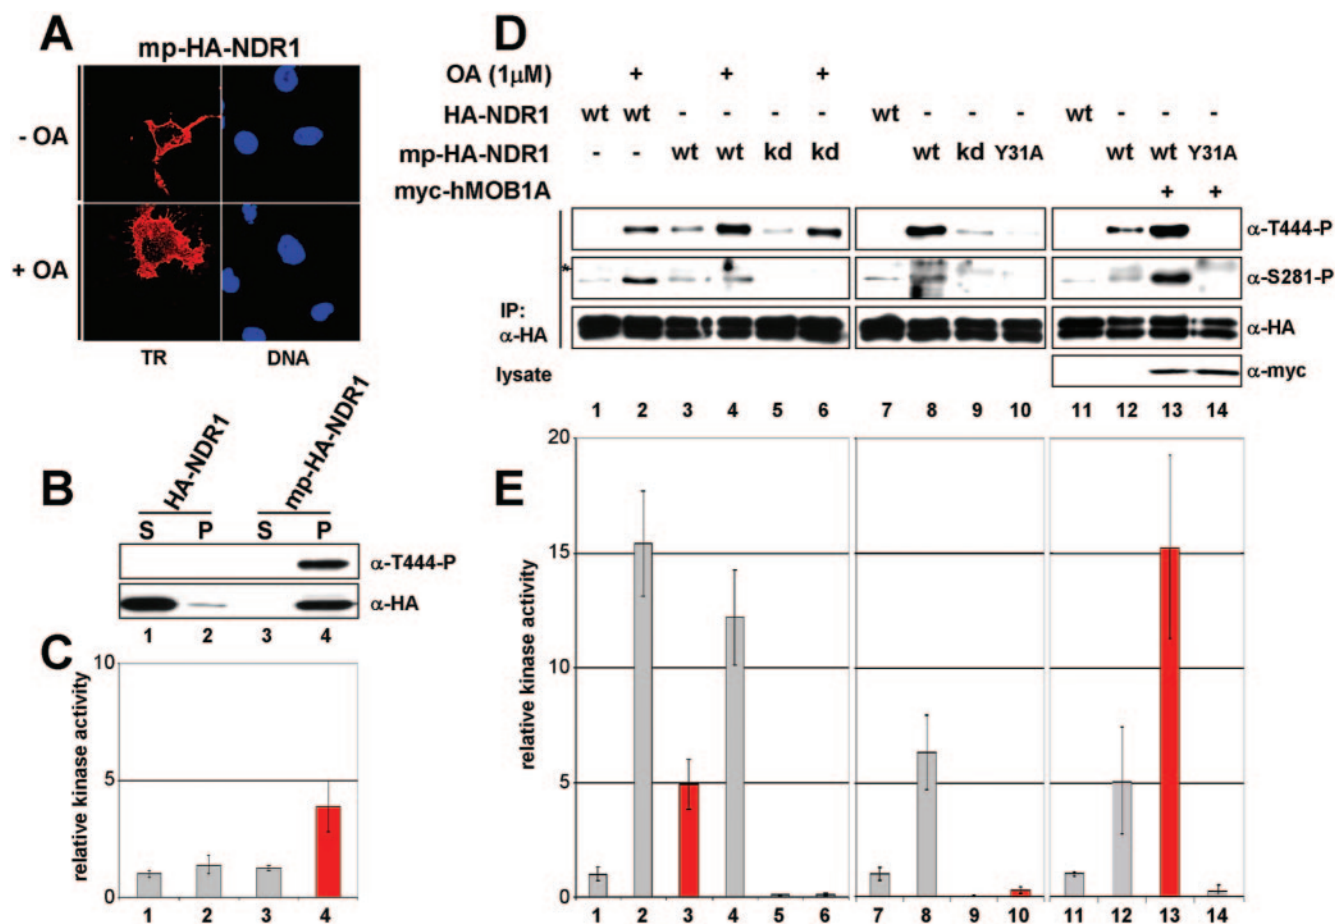 A
mp-HA-NDR1
- OA
+ OA
TR DNA
B
HA-NDR1 mp-HA-NDR1
S P S P
α-T444-P
α-HA
1 2 3 4
C
relative kinase activity
10
5
0
1 2 3 4
D
OA (1μM) + + +
HA-NDR1 wt wt - - - - wt - - - wt - - -
mp-HA-NDR1 - - wt wt kd kd wt kd Y31A wt wt Y31A
myc-hMOB1A + +
α-T444-P
* α-S281-P
IP:
α-HA α-HA
lysate α-myc
1 2 3 4 5 6 7 8 9 10 11 12 13 14
E
relative kinase activity
20
15
10
5
0
1 2 3 4 5 6 7 8 9 10 11 12 13 14